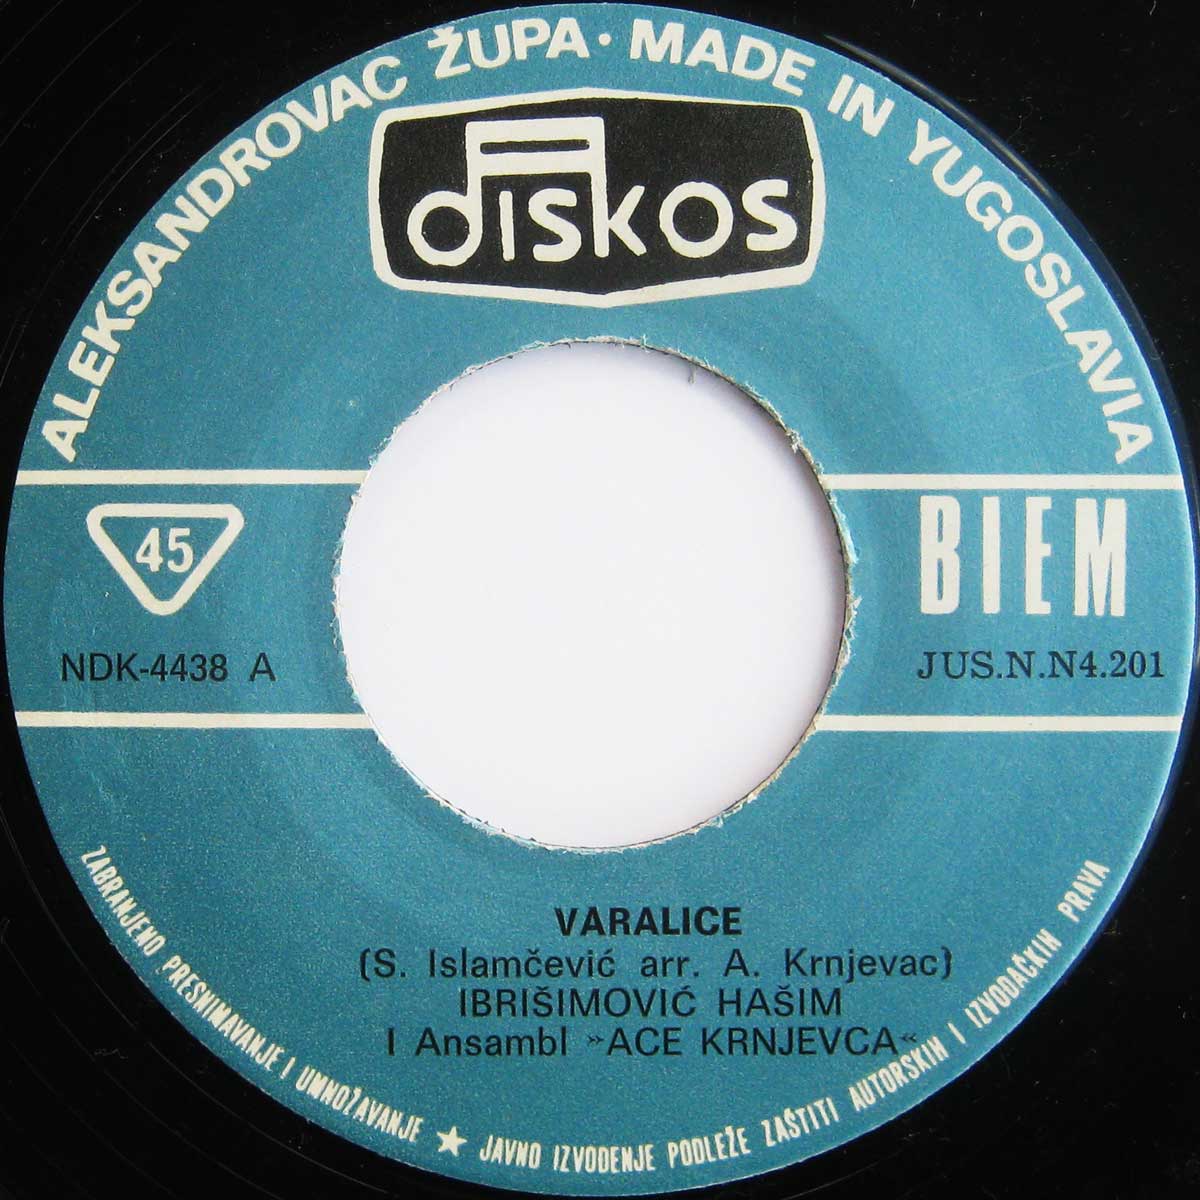 ALEKSANDROVAC ŽUPA · MADE IN YUGOSLAVIA
diskos
45
BIEM
NDK-4438 A
JUS.N.N4.201
VARALICE
(S. Islamčević arr. A. Krnjevac)
IBRIŠIMOVIĆ HAŠIM
I Ansambl »ACE KRNJEVCA«
ZABRANJENO PRESNIMAVANJE I UMNOŽAVANJE ★ JAVNO IZVOĐENJE PODLEŽE ZAŠTITI AUTORSKIH I IZVOĐAČKIH PRAVA